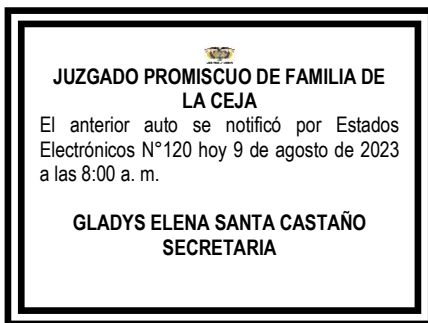 JUZGADO PROMISCUO DE FAMILIA DE
LA CEJA
El anterior auto se notificó por Estados
Electrónicos N°120 hoy 9 de agosto de 2023
a las 8:00 a. m.
GLADYS ELENA SANTA CASTAÑO
SECRETARIA